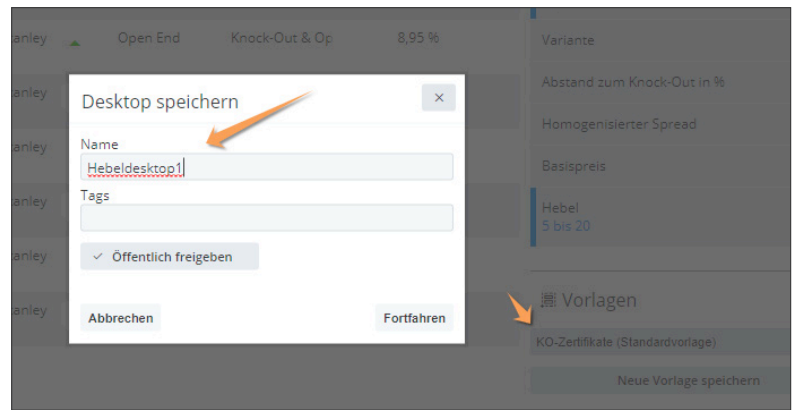 anley Open End Knock-Out & Op 8,95 %
anley
anley
anley
anley
anley
Desktop speichern
×
Name
Hebeldesktop1
Tags
✓ Öffentlich freigeben
Abbrechen Fortfahren
Variante
Abstand zum Knock-Out in %
Homogenisierter Spread
Basispreis
Hebel
5 bis 20
Vorlagen
KO-Zertifikate (Standardvorlage)
Neue Vorlage speichern